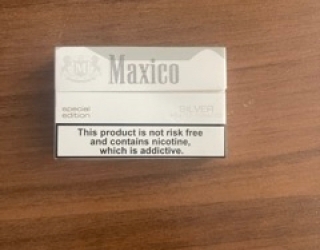 Maxico
special
edition
SILVER
This product is not risk free
and contains nicotine,
which is addictive.